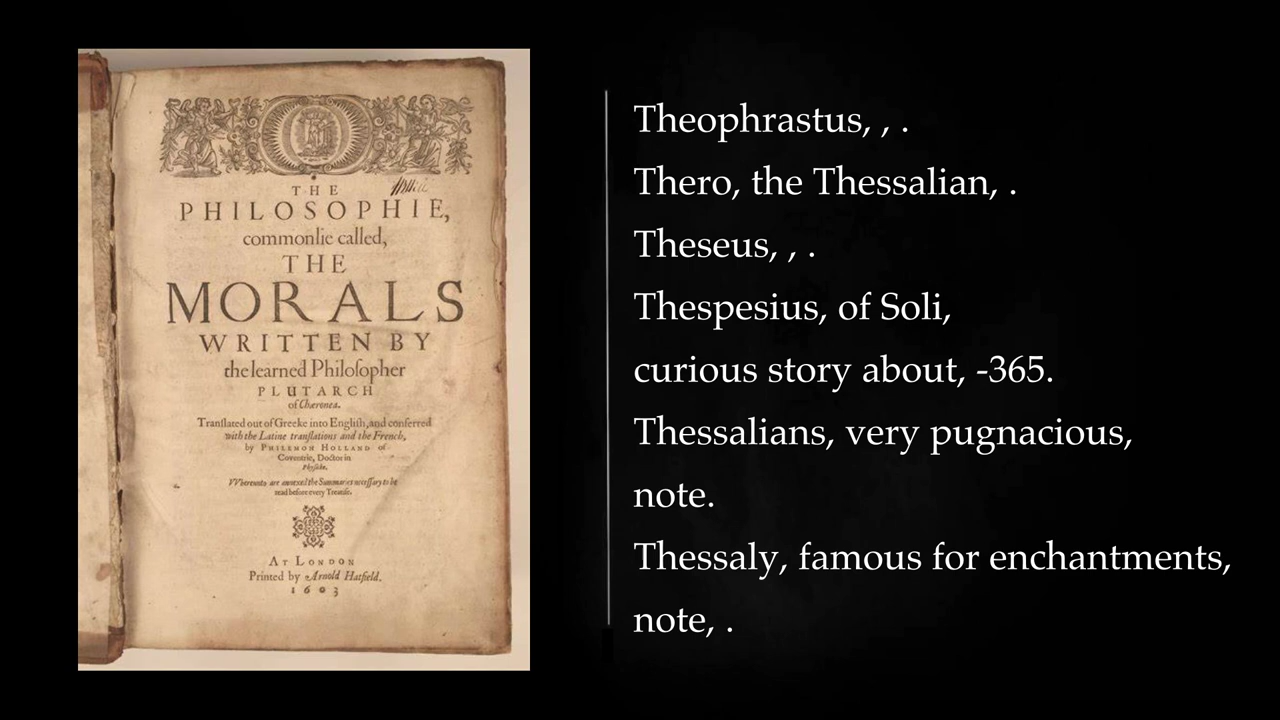 THE
PHILOSOPHIE,
commonlie called,
THE
MORALS
WRITTEN BY
the learned Philoſopher
PLUTARCH
of Chæronea.
Tranſlated out of Greeke into Engliſh, and conferred
with the Latine tranſlations and the French,
by PHILEMON HOLLAND of
Coventrie, Doctor in
Phyſicke.
VVhereunto are annexed the Summaries neceſſary to be
read before every Treatiſe.
AT LONDON
Printed by Arnold Hatfield.
1603
Theophrastus, , .
Thero, the Thessalian, .
Theseus, , .
Thespesius, of Soli,
curious story about, -365.
Thessalians, very pugnacious,
note.
Thessaly, famous for enchantments,
note, .